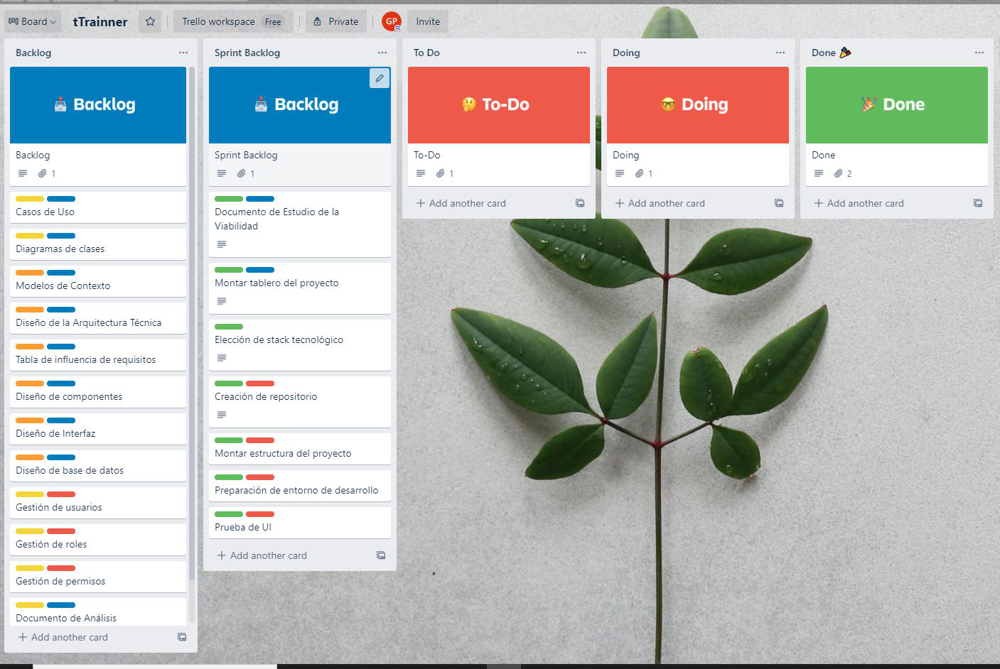 Board
tTrainner
Trello workspace
Free
Private
GP
Invite
Backlog
Backlog
Backlog
1
Casos de Uso
Diagramas de clases
Modelos de Contexto
Diseño de la Arquitectura Técnica
Tabla de influencia de requisitos
Diseño de componentes
Diseño de Interfaz
Diseño de base de datos
Gestión de usuarios
Gestión de roles
Gestión de permisos
Documento de Análisis
Add another card
Sprint Backlog
Backlog
Sprint Backlog
1
Documento de Estudio de la
Viabilidad
Montar tablero del proyecto
Elección de stack tecnológico
Creación de repositorio
Montar estructura del proyecto
Preparación de entorno de desarrollo
Prueba de UI
Add another card
To Do
To-Do
To-Do
1
Add another card
Doing
Doing
Doing
1
Add another card
Done
Done
Done
2
Add another card